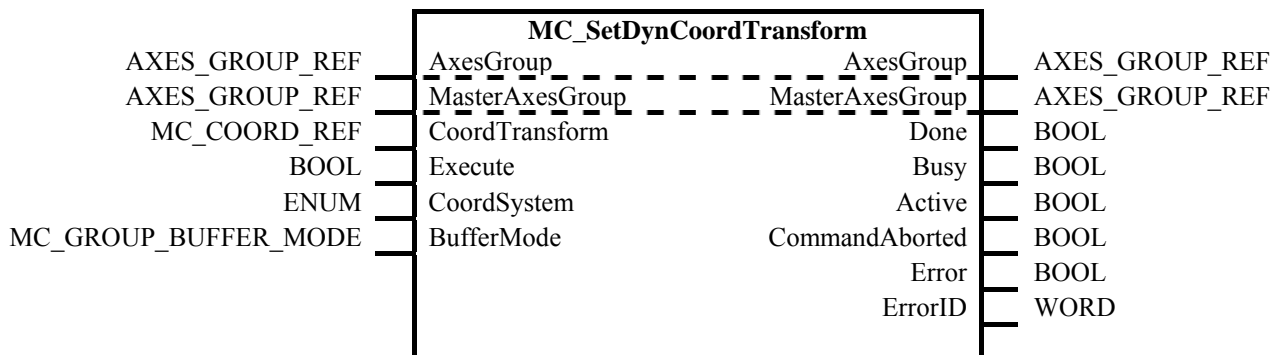 MC_SetDynCoordTransform
AXES_GROUP_REF AxesGroup AxesGroup AXES_GROUP_REF
AXES_GROUP_REF MasterAxesGroup MasterAxesGroup AXES_GROUP_REF
MC_COORD_REF CoordTransform Done BOOL
BOOL Execute Busy BOOL
ENUM CoordSystem Active BOOL
MC_GROUP_BUFFER_MODE BufferMode CommandAborted BOOL
Error BOOL
ErrorID WORD